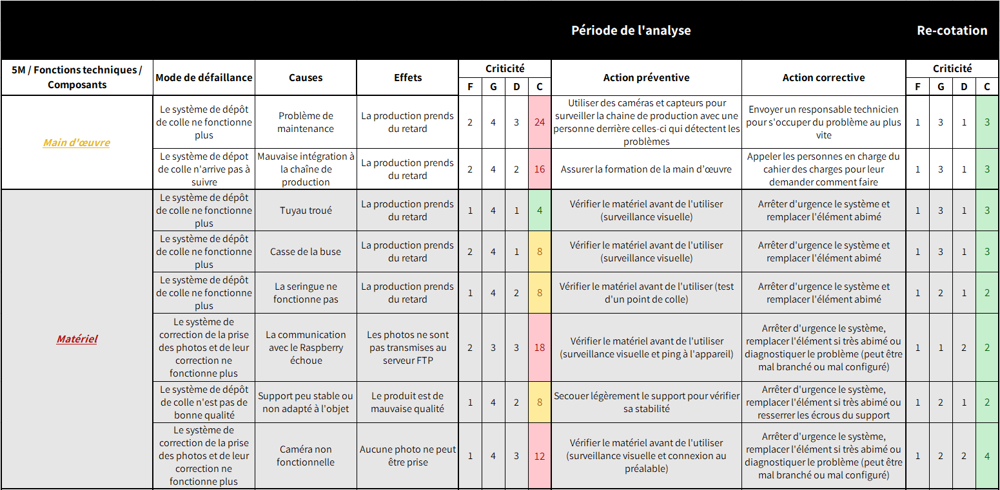 Période de l'analyse
Re-cotation
5M / Fonctions techniques /
Composants
Mode de défaillance
Causes
Effets
Criticité
F
G
D
C
Action préventive
Action corrective
Criticité
F
G
D
C
Main d'œuvre
Le système de dépôt
de colle ne fonctionne
plus
Problème de
maintenance
La production prends
du retard
2
4
3
24
Utiliser des caméras et capteurs pour
surveiller la chaine de production avec une
personne derrière celles-ci qui détectent les
problèmes
Envoyer un responsable technicien
pour s'occuper du problème au plus
vite
1
3
1
3
Le système de dépot
de colle n'arrive pas à
suivre
Mauvaise intégration à
la chaîne de
production
La production prends
du retard
2
4
2
16
Assurer la formation de la main d’œuvre
Appeler les personnes en charge du
cahier des charges pour leur
demander comment faire
1
3
1
3
Matériel
Le système de dépôt
de colle ne fonctionne
plus
Tuyau troué
La production prends
du retard
1
4
1
4
Vérifier le matériel avant de l'utiliser
(surveillance visuelle)
Arrêter d'urgence le système et
remplacer l'élément abimé
1
3
1
3
Le système de dépôt
de colle ne fonctionne
plus
Casse de la buse
La production prends
du retard
2
4
1
8
Vérifier le matériel avant de l'utiliser
(surveillance visuelle)
Arrêter d'urgence le système et
remplacer l'élément abimé
1
3
1
3
Le système de dépôt
de colle ne fonctionne
plus
La seringue ne
fonctionne pas
La production prends
du retard
1
4
2
8
Vérifier le matériel avant de l'utiliser (test
d'un point de colle)
Arrêter d'urgence le système et
remplacer l'élément abimé
1
2
1
2
Le système de
correction de la prise
des photos et de leur
correction ne
fonctionne plus
La communication
avec le Raspberry
échoue
Les photos ne sont
pas transmises au
serveur FTP
2
3
3
18
Vérifier le matériel avant de l'utiliser
(surveillance visuelle et ping à l'appareil)
Arrêter d'urgence le système,
remplacer l'élément si très abimé ou
diagnostiquer le problème (peut être
mal branché ou mal configuré)
1
1
2
2
Le système de dépôt
de colle n'est pas de
bonne qualité
Support peu stable ou
non adapté à l'objet
Le produit est de
mauvaise qualité
1
4
2
8
Secouer légèrement le support pour vérifier
sa stabilité
Arrêter d'urgence le système,
remplacer l'élément si très abimé ou
resserrer les écrous du support
1
2
1
2
Le système de
correction de la prise
des photos et de leur
correction ne
fonctionne plus
Caméra non
fonctionnelle
Aucune photo ne peut
être prise
1
4
3
12
Vérifier le matériel avant de l'utiliser
(surveillance visuelle et connexion au
préalable)
Arrêter d'urgence le système,
remplacer l'élément si très abimé ou
diagnostiquer le problème (peut être
mal branché ou mal configuré)
1
2
2
4